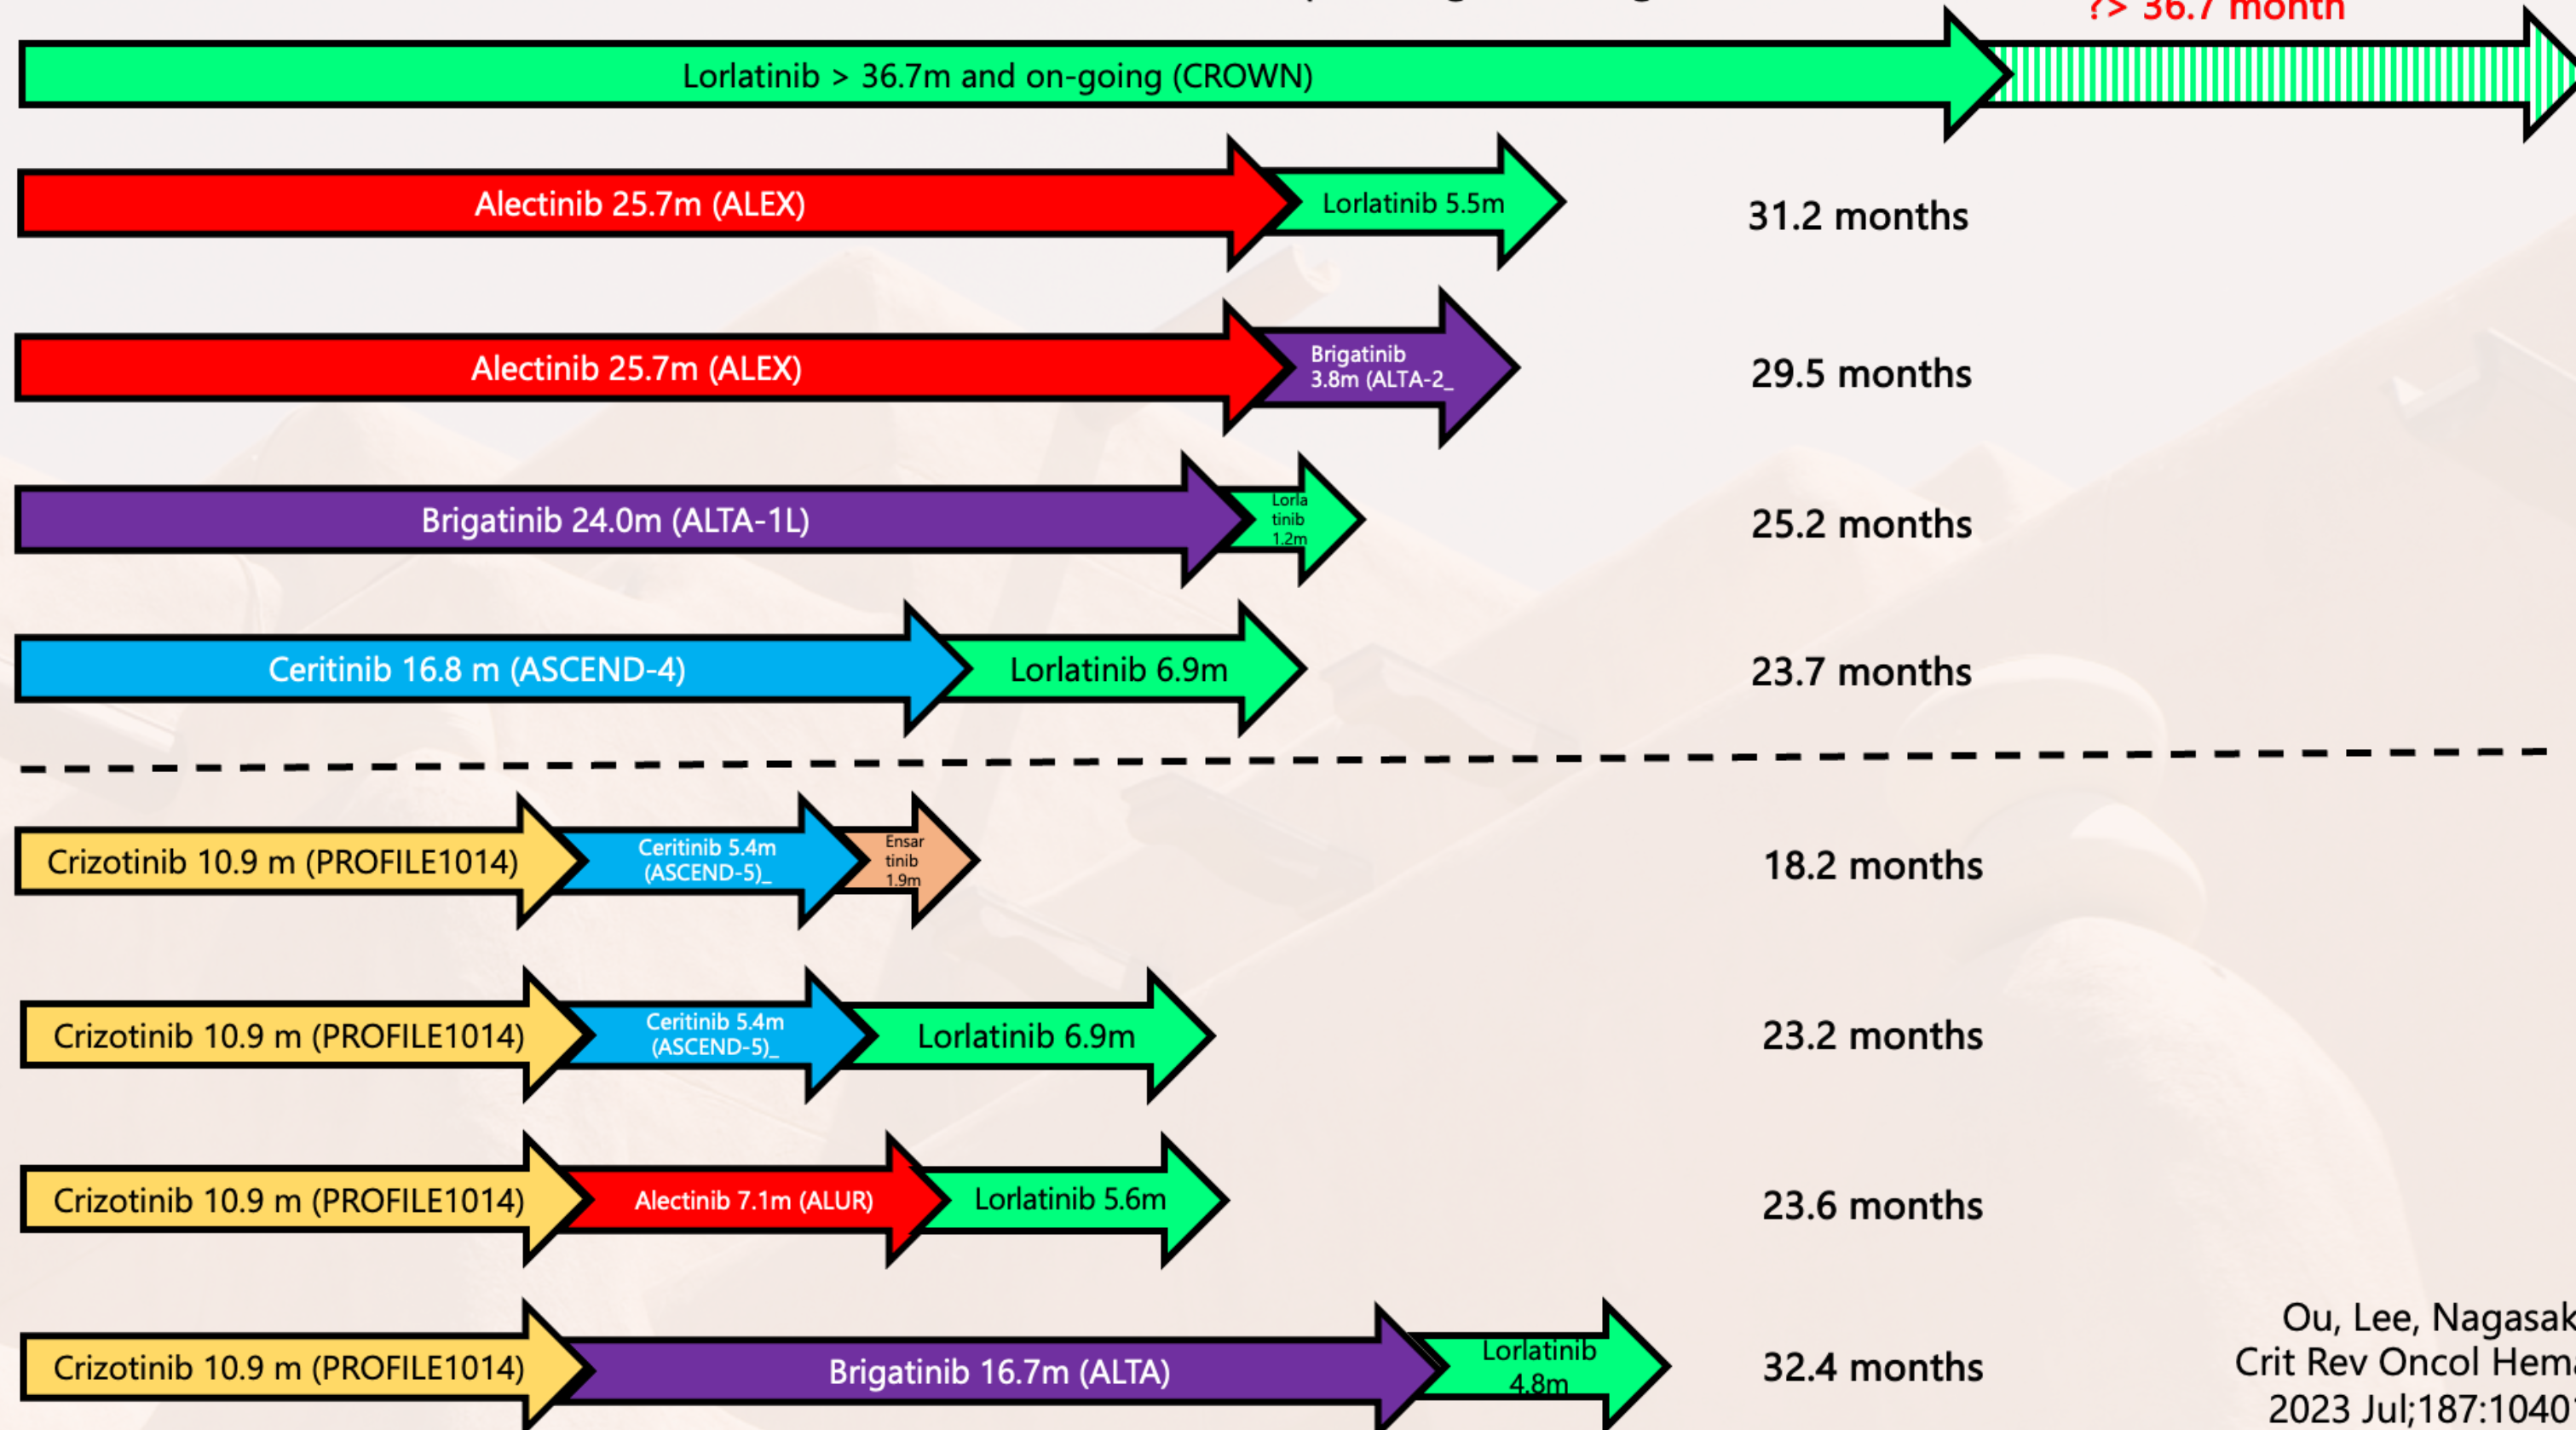 ?> 36.7 month
Lorlatinib > 36.7m and on-going (CROWN)
Alectinib 25.7m (ALEX)
Lorlatinib 5.5m
31.2 months
Alectinib 25.7m (ALEX)
Brigatinib
3.8m (ALTA-2_
29.5 months
Brigatinib 24.0m (ALTA-1L)
Lorla
tinib
1.2m
25.2 months
Ceritinib 16.8 m (ASCEND-4)
Lorlatinib 6.9m
23.7 months
Crizotinib 10.9 m (PROFILE1014)
Ceritinib 5.4m
(ASCEND-5)_
Ensar
tinib
1.9m
18.2 months
Crizotinib 10.9 m (PROFILE1014)
Ceritinib 5.4m
(ASCEND-5)_
Lorlatinib 6.9m
23.2 months
Crizotinib 10.9 m (PROFILE1014)
Alectinib 7.1m (ALUR)
Lorlatinib 5.6m
23.6 months
Crizotinib 10.9 m (PROFILE1014)
Brigatinib 16.7m (ALTA)
Lorlatinib
4.8m
32.4 months
Ou, Lee, Nagasak
Crit Rev Oncol Hema
2023 Jul;187:1040